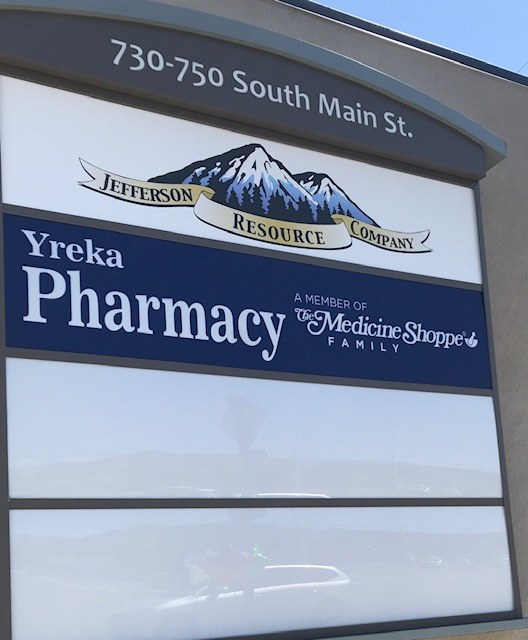 730-750 South Main St.
JEFFERSON RESOURCE COMPANY
Yreka
Pharmacy
A MEMBER OF
The Medicine Shoppe
FAMILY